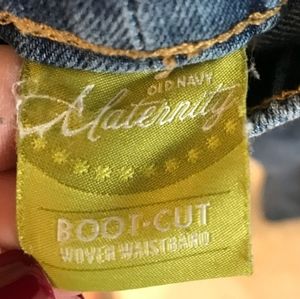 OLD NAVY
Maternity
BOOT-CUT
WOVEN WAISTBAND